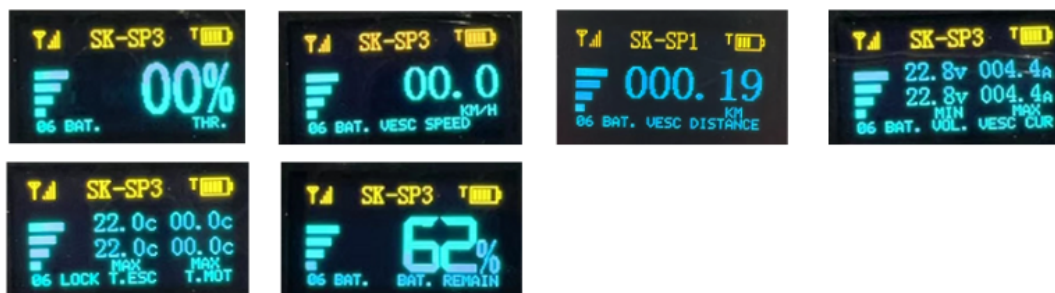 SK-SP3 T
00%
06 BAT. THR.
SK-SP3 T
00.0
KM/H
06 BAT. VESC SPEED
SK-SP1 T
000.19
KM
06 BAT. VESC DISTANCE
SK-SP3 T
22.8v 004.4A
22.8v 004.4A
MIN MAX
06 BAT. VOL. VESC CUR
SK-SP3 T
22.0c 00.0c
22.0c 00.0c
MAX MAX
06 LOCK T.ESC T.MOT
SK-SP3 T
62%
06 BAT. BAT. REMAIN